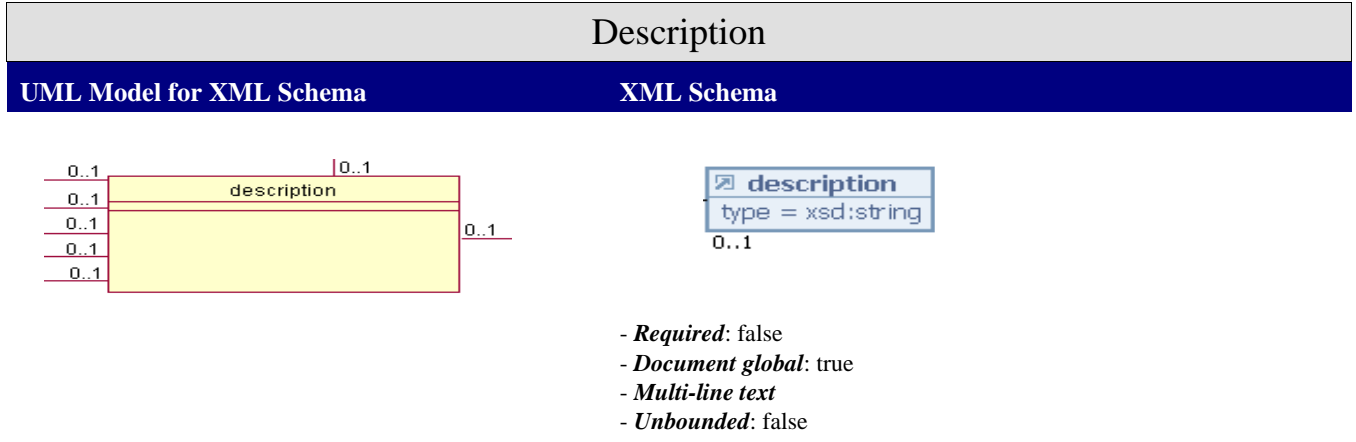 Description
UML Model for XML Schema
XML Schema
0..1
0..1
description
0..1
0..1
0..1
0..1
0..1
description
type = xsd:string
0..1
- Required: false
- Document global: true
- Multi-line text
- Unbounded: false